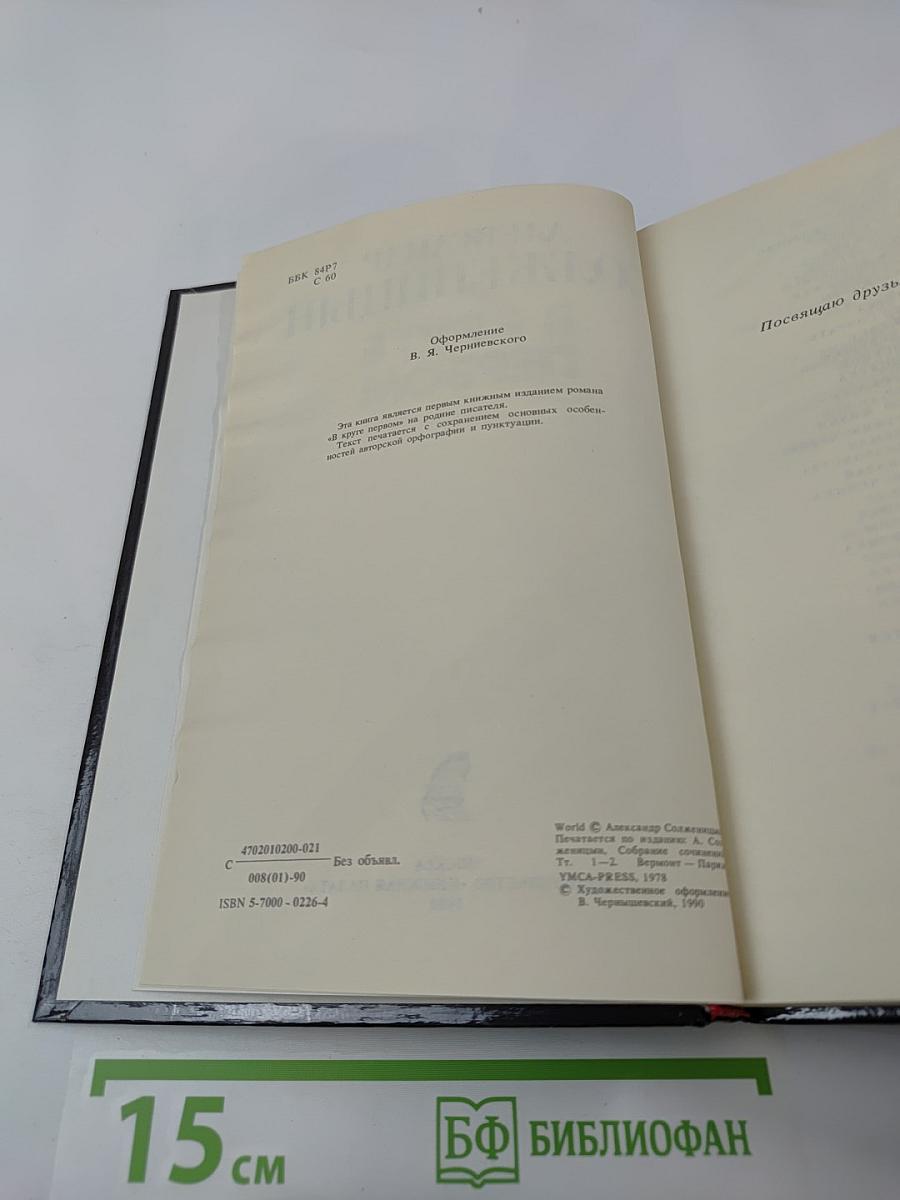 ББК 84Р7
С 60
Оформление
В. Я. Черниевского
Эта книга является первым книжным изданием романа
«В круге первом» на родине писателя.
Текст печатается с сохранением основных особен-
ностей авторской орфографии и пунктуации.
С
4702010200-021
008(01)-90
Без объявл.
ISBN 5-7000-0226-4
World © Александр Солженицы
Печатается по изданию: А. Со
женицын, Собрание сочинени
Тт. 1—2. Вермонт — Пари
YMCA-PRESS, 1978
© Художественное оформлени
В. Чернышевский, 1990
Посвящаю друзь
15 см
БФ БИБЛИОФАН